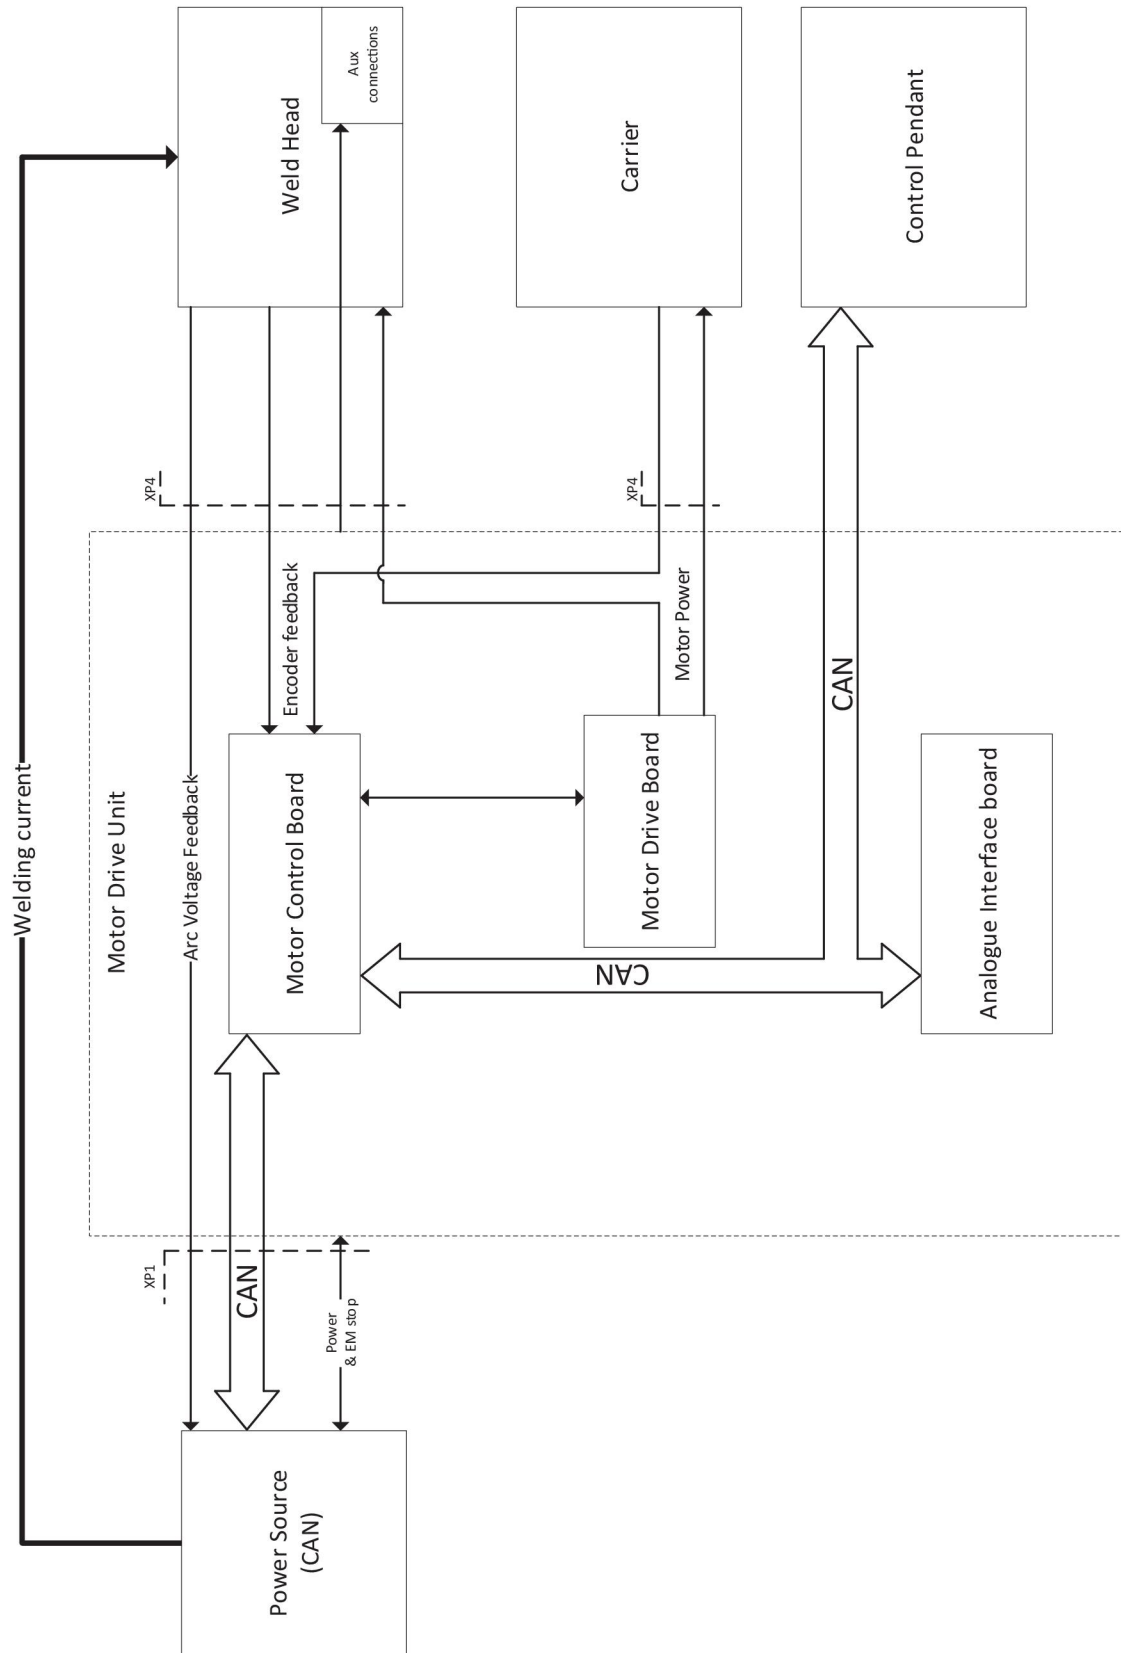 Welding current
Motor Drive Unit
Arc Voltage Feedback
Power Source
(CAN)
XP1
CAN
Power
& EM stop
Motor Control Board
Encoder feedback
XP4
Weld Head
Aux
connections
Motor Drive Board
Motor Power
XP4
Carrier
CAN
CAN
Control Pendant
Analogue Interface board